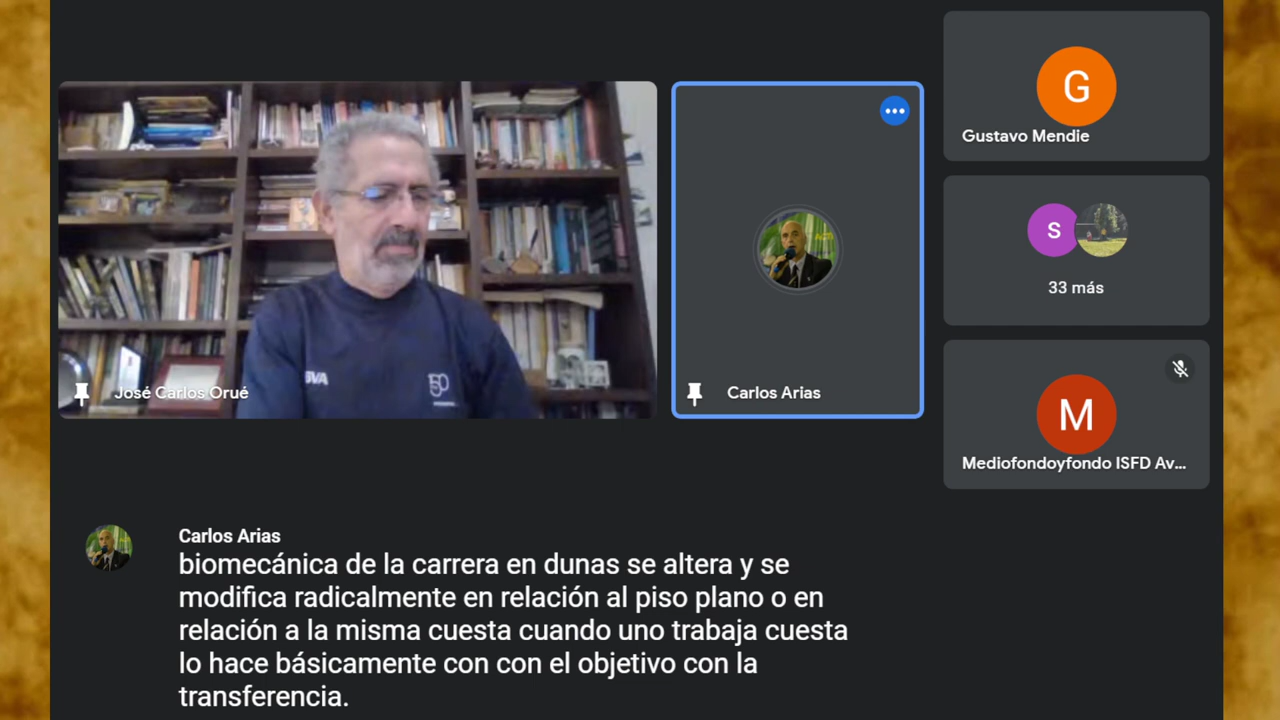 BVA
50
José Carlos Orué
Carlos Arias
G
Gustavo Mendie
S
33 más
M
Mediofondoyfondo ISFD Av...
Carlos Arias
biomecánica de la carrera en dunas se altera y se
modifica radicalmente en relación al piso plano o en
relación a la misma cuesta cuando uno trabaja cuesta
lo hace básicamente con con el objetivo con la
transferencia.